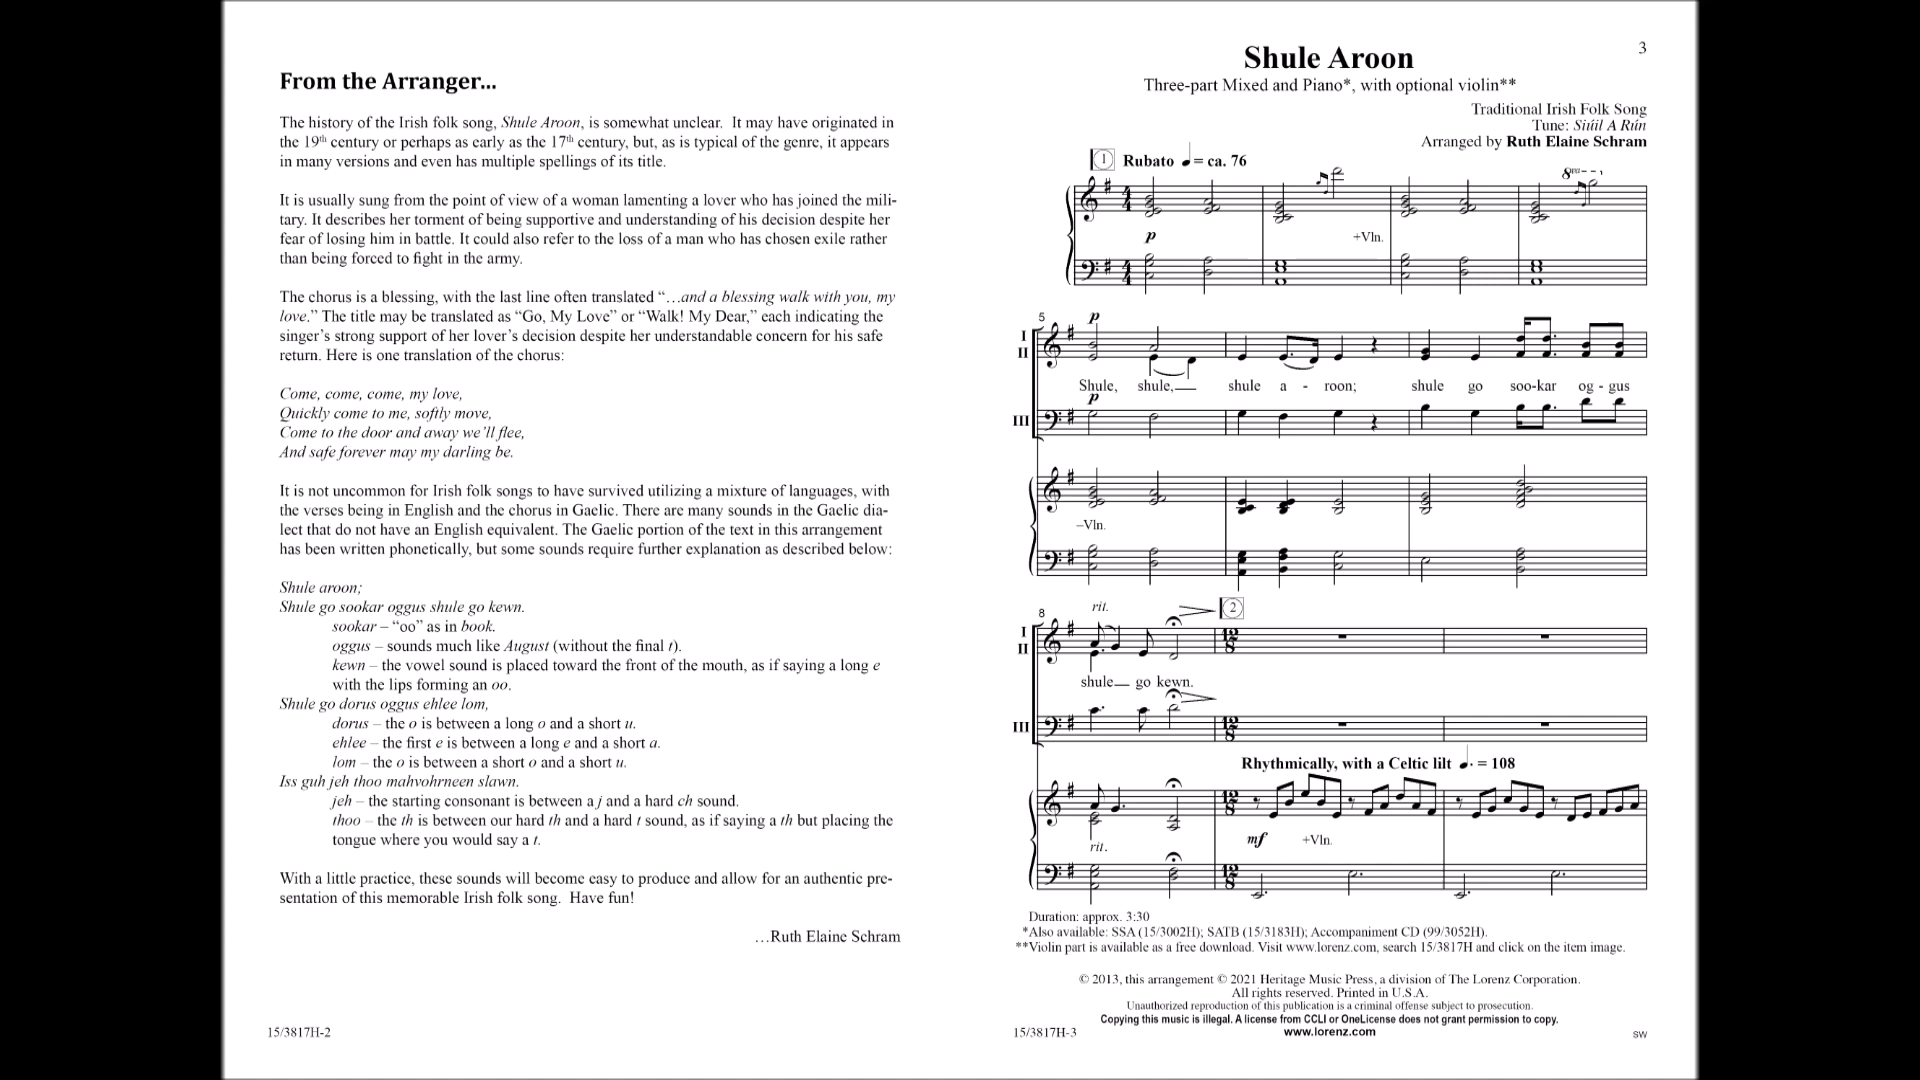 From the Arranger...
The history of the Irish folk song, Shule Aroon, is somewhat unclear. It may have originated in
the 19th century or perhaps as early as the 17th century, but, as is typical of the genre, it appears
in many versions and even has multiple spellings of its title.
It is usually sung from the point of view of a woman lamenting a lover who has joined the mili-
tary. It describes her torment of being supportive and understanding of his decision despite her
fear of losing him in battle. It could also refer to the loss of a man who has chosen exile rather
than being forced to fight in the army.
The chorus is a blessing, with the last line often translated “…and a blessing walk with you, my
love.” The title may be translated as “Go, My Love” or “Walk! My Dear,” each indicating the
singer’s strong support of her lover’s decision despite her understandable concern for his safe
return. Here is one translation of the chorus:
Come, come, come, my love,
Quickly come to me, softly move,
Come to the door and away we’ll flee,
And safe forever may my darling be.
It is not uncommon for Irish folk songs to have survived utilizing a mixture of languages, with
the verses being in English and the chorus in Gaelic. There are many sounds in the Gaelic dia-
lect that do not have an English equivalent. The Gaelic portion of the text in this arrangement
has been written phonetically, but some sounds require further explanation as described below:
Shule aroon;
Shule go sookar oggus shule go kewn.
sookar – “oo” as in book.
oggus – sounds much like August (without the final t).
kewn – the vowel sound is placed toward the front of the mouth, as if saying a long e
with the lips forming an oo.
Shule go dorus oggus ehlee lom,
dorus – the o is between a long o and a short u.
ehlee – the first e is between a long e and a short a.
lom – the o is between a short o and a short u.
Iss guh jeh thoo mahvohrneen slawn.
jeh – the starting consonant is between a j and a hard ch sound.
thoo – the th is between our hard th and a hard t sound, as if saying a th but placing the
tongue where you would say a t.
With a little practice, these sounds will become easy to produce and allow for an authentic pre-
sentation of this memorable Irish folk song. Have fun!
…Ruth Elaine Schram
15/3817H-2
3
Shule Aroon
Three-part Mixed and Piano*, with optional violin**
Traditional Irish Folk Song
Tune: Siúil A Rún
Arranged by Ruth Elaine Schram
1 Rubato ♩ = ca. 76
8va
p
+Vln.
5
p
I
II
Shule, shule, shule a - roon; shule go soo-kar og - gus
p
III
–Vln.
8
rit.
2
I
II
shule go kewn.
III
Rhythmically, with a Celtic lilt ♩. = 108
mf +Vln.
rit.
Duration: approx. 3:30
*Also available: SSA (15/3002H); SATB (15/3183H); Accompaniment CD (99/3052H).
**Violin part is available as a free download. Visit www.lorenz.com, search 15/3817H and click on the item image.
© 2013, this arrangement © 2021 Heritage Music Press, a division of The Lorenz Corporation.
All rights reserved. Printed in U.S.A.
Unauthorized reproduction of this publication is a criminal offense subject to prosecution.
Copying this music is illegal. A license from CCLI or OneLicense does not grant permission to copy.
www.lorenz.com
15/3817H-3
SW